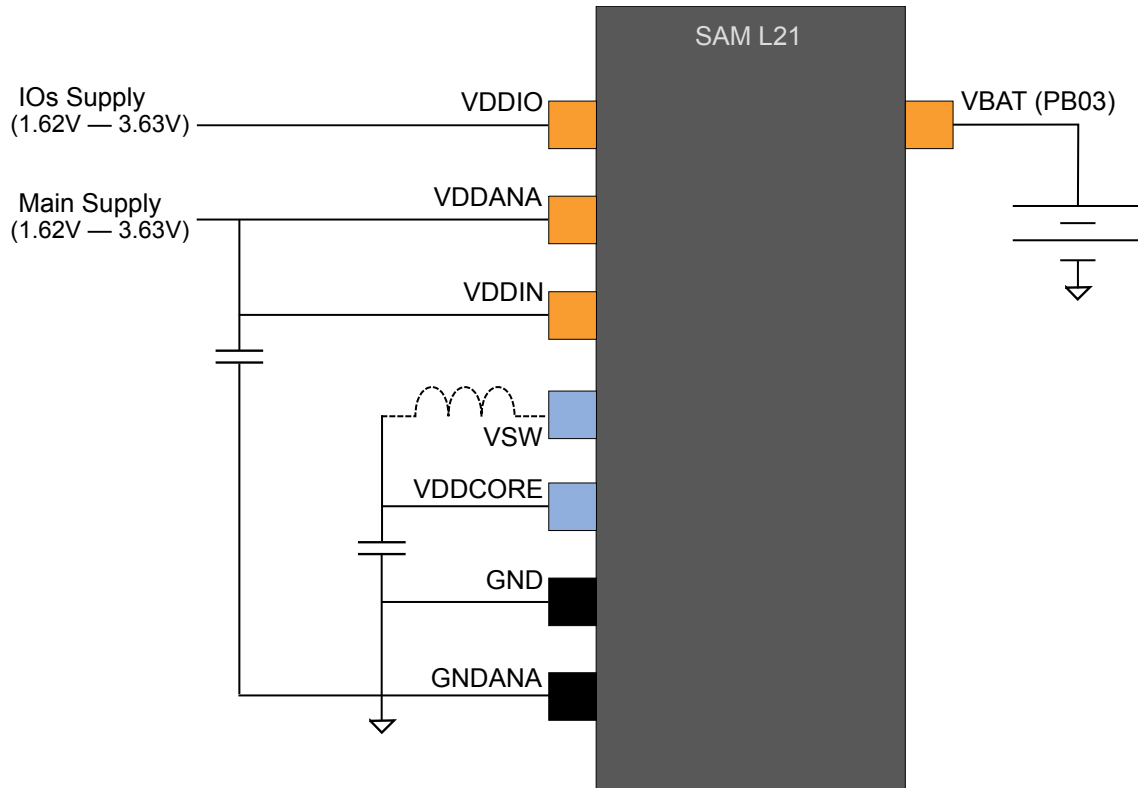 SAM L21
IOs Supply
(1.62V — 3.63V)
VDDIO
VBAT (PB03)
Main Supply
(1.62V — 3.63V)
VDDANA
VDDIN
VSW
VDDCORE
GND
GNDANA